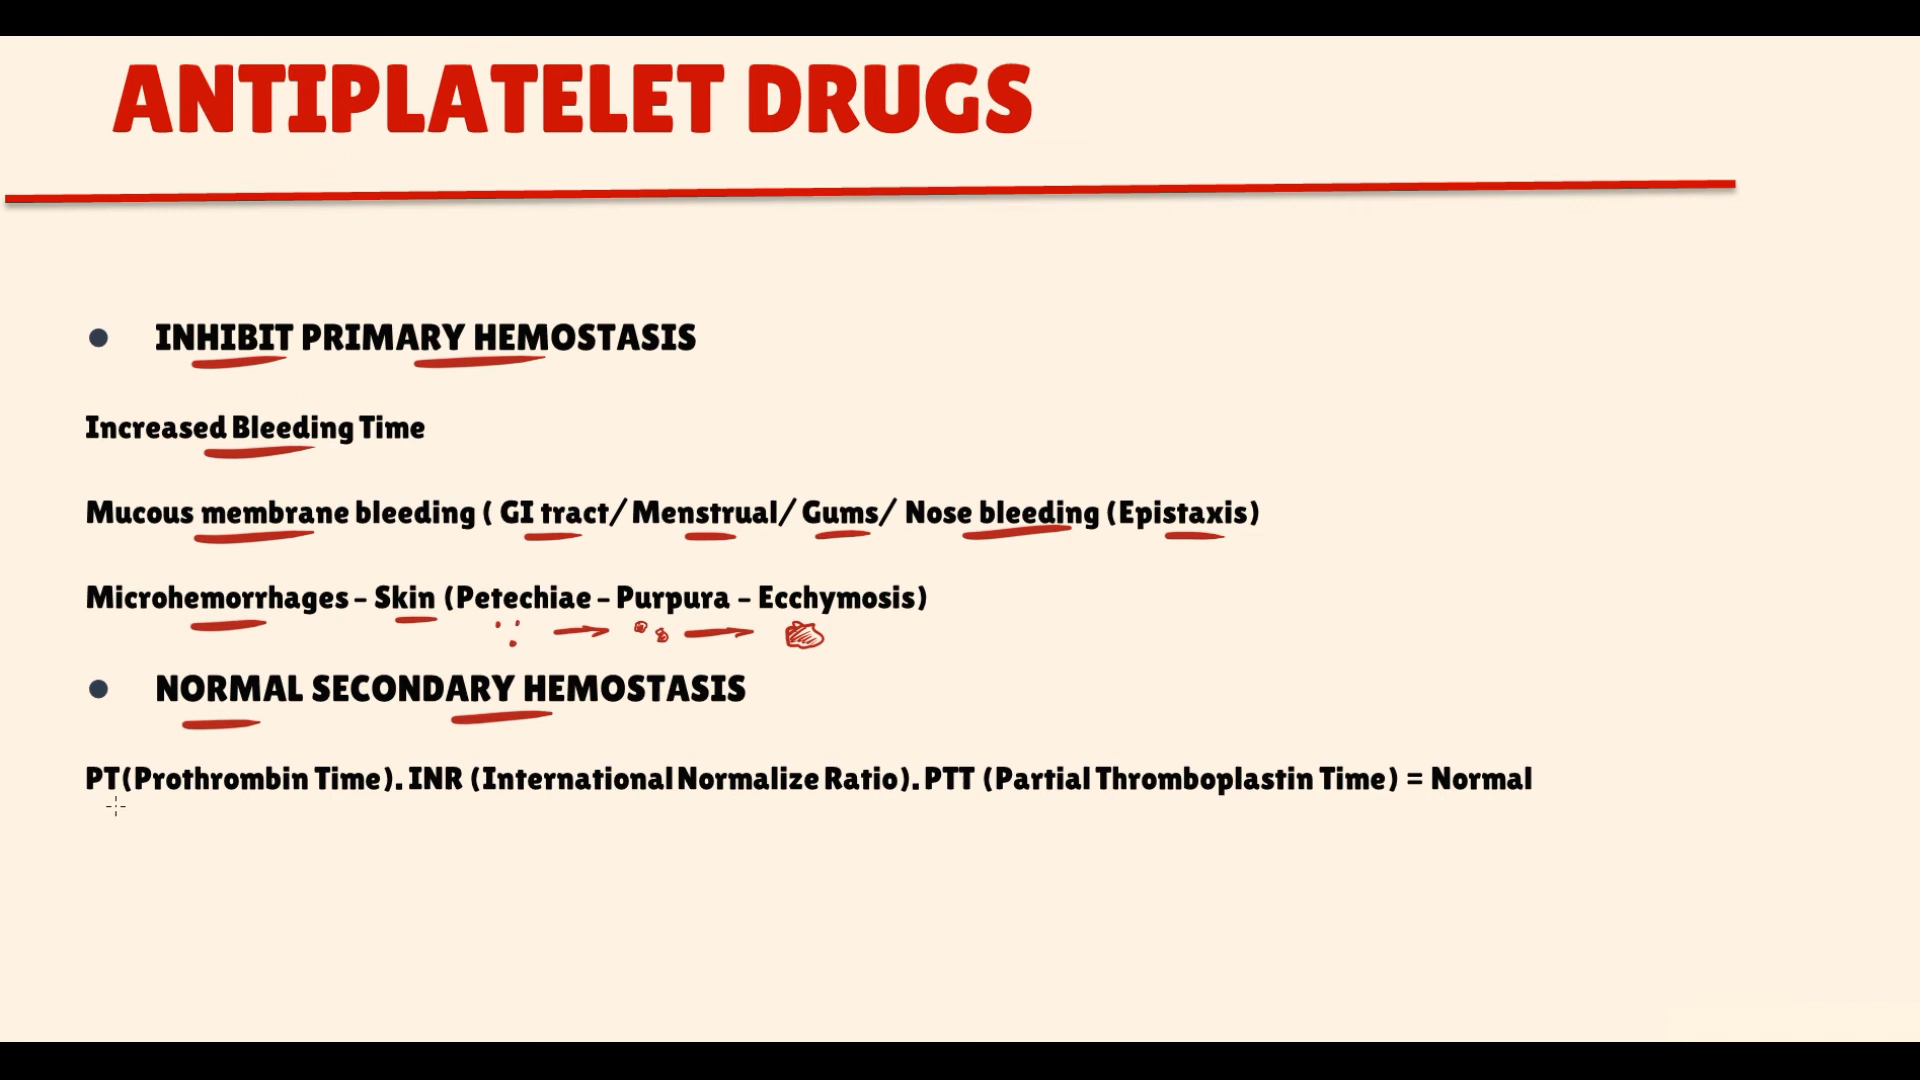 ANTIPLATELET DRUGS
● INHIBIT PRIMARY HEMOSTASIS
Increased Bleeding Time
Mucous membrane bleeding ( GI tract/ Menstrual/ Gums/ Nose bleeding (Epistaxis)
Microhemorrhages – Skin (Petechiae – Purpura – Ecchymosis)
● NORMAL SECONDARY HEMOSTASIS
PT(Prothrombin Time). INR (International Normalize Ratio). PTT (Partial Thromboplastin Time) = Normal